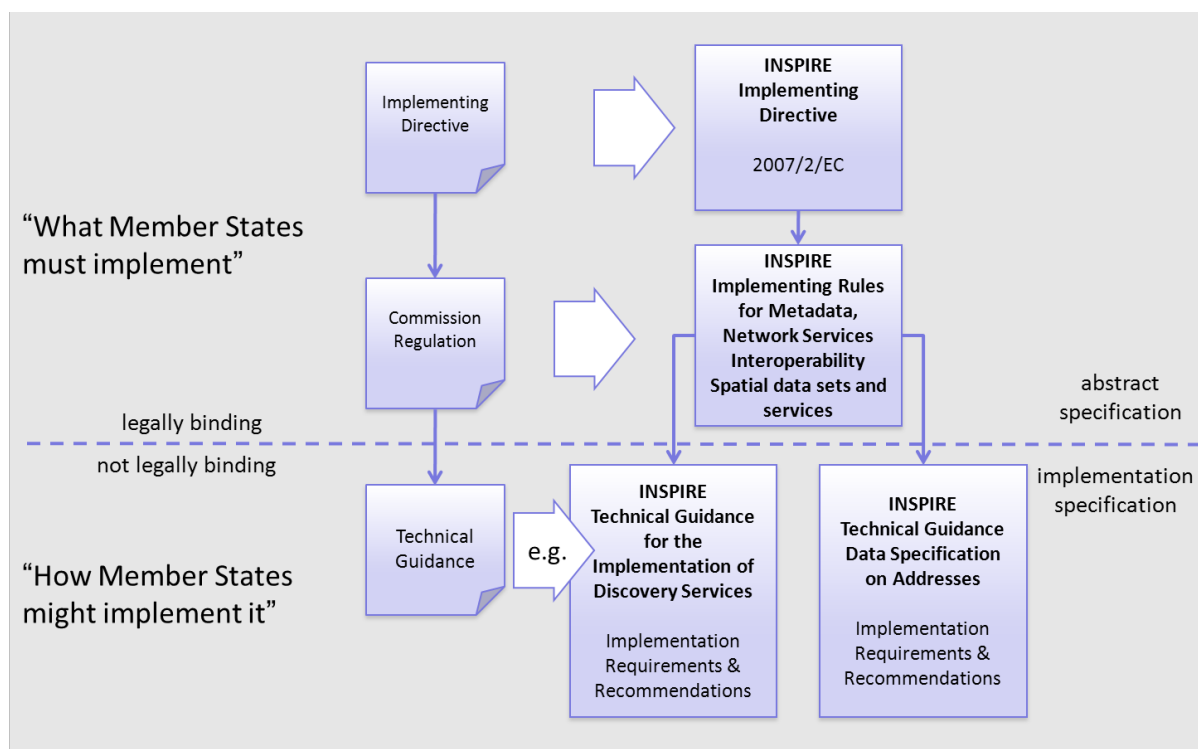 Implementing
Directive
INSPIRE
Implementing
Directive
2007/2/EC
“What Member States
must implement”
Commission
Regulation
INSPIRE
Implementing Rules
for Metadata,
Network Services
Interoperability
Spatial data sets and
services
abstract
specification
legally binding
not legally binding
implementation
specification
Technical
Guidance
e.g.
INSPIRE
Technical Guidance
for the
Implementation of
Discovery Services
Implementation
Requirements &
Recommendations
INSPIRE
Technical Guidance
Data Specification
on Addresses
Implementation
Requirements &
Recommendations
“How Member States
might implement it”